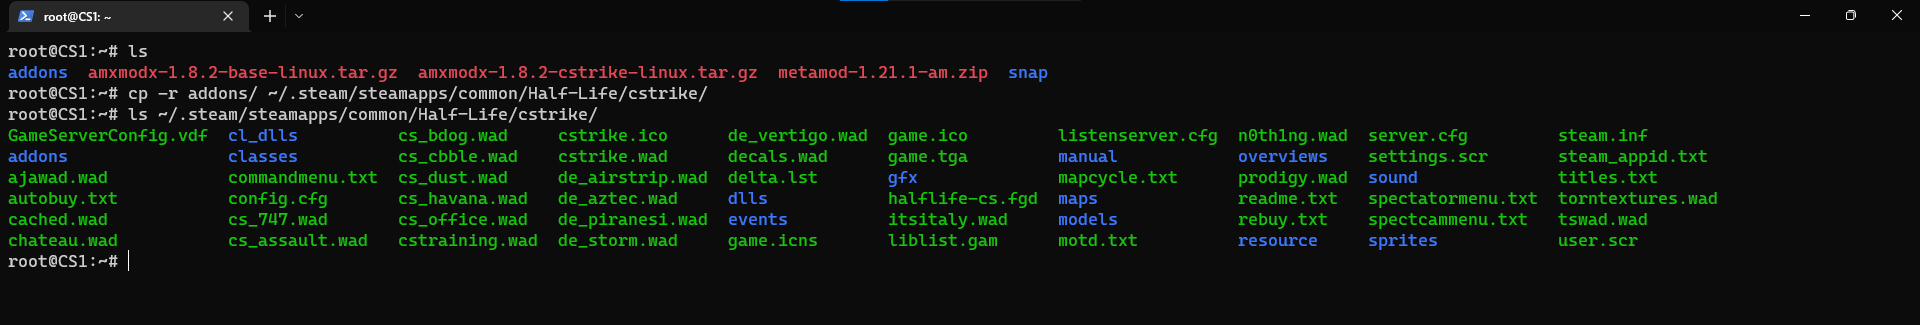 root@CS1: ~
root@CS1:~# ls
addons  amxmodx-1.8.2-base-linux.tar.gz  amxmodx-1.8.2-cstrike-linux.tar.gz  metamod-1.21.1-am.zip  snap
root@CS1:~# cp -r addons/ ~/.steam/steamapps/common/Half-Life/cstrike/
root@CS1:~# ls ~/.steam/steamapps/common/Half-Life/cstrike/
GameServerConfig.vdf  cl_dlls  cs_bdog.wad  cstrike.ico  de_vertigo.wad  game.ico  listenserver.cfg  n0th1ng.wad  server.cfg  steam.inf
addons  classes  cs_cbble.wad  cstrike.wad  decals.wad  game.tga  manual  overviews  settings.scr  steam_appid.txt
ajawad.wad  commandmenu.txt  cs_dust.wad  de_airstrip.wad  delta.lst  gfx  mapcycle.txt  prodigy.wad  sound  titles.txt
autobuy.txt  config.cfg  cs_havana.wad  de_aztec.wad  dlls  halflife-cs.fgd  maps  readme.txt  spectatormenu.txt  torntextures.wad
cached.wad  cs_747.wad  cs_office.wad  de_piranesi.wad  events  itsitaly.wad  models  rebuy.txt  spectcammenu.txt  tswad.wad
chateau.wad  cs_assault.wad  cstraining.wad  de_storm.wad  game.icns  liblist.gam  motd.txt  resource  sprites  user.scr
root@CS1:~#